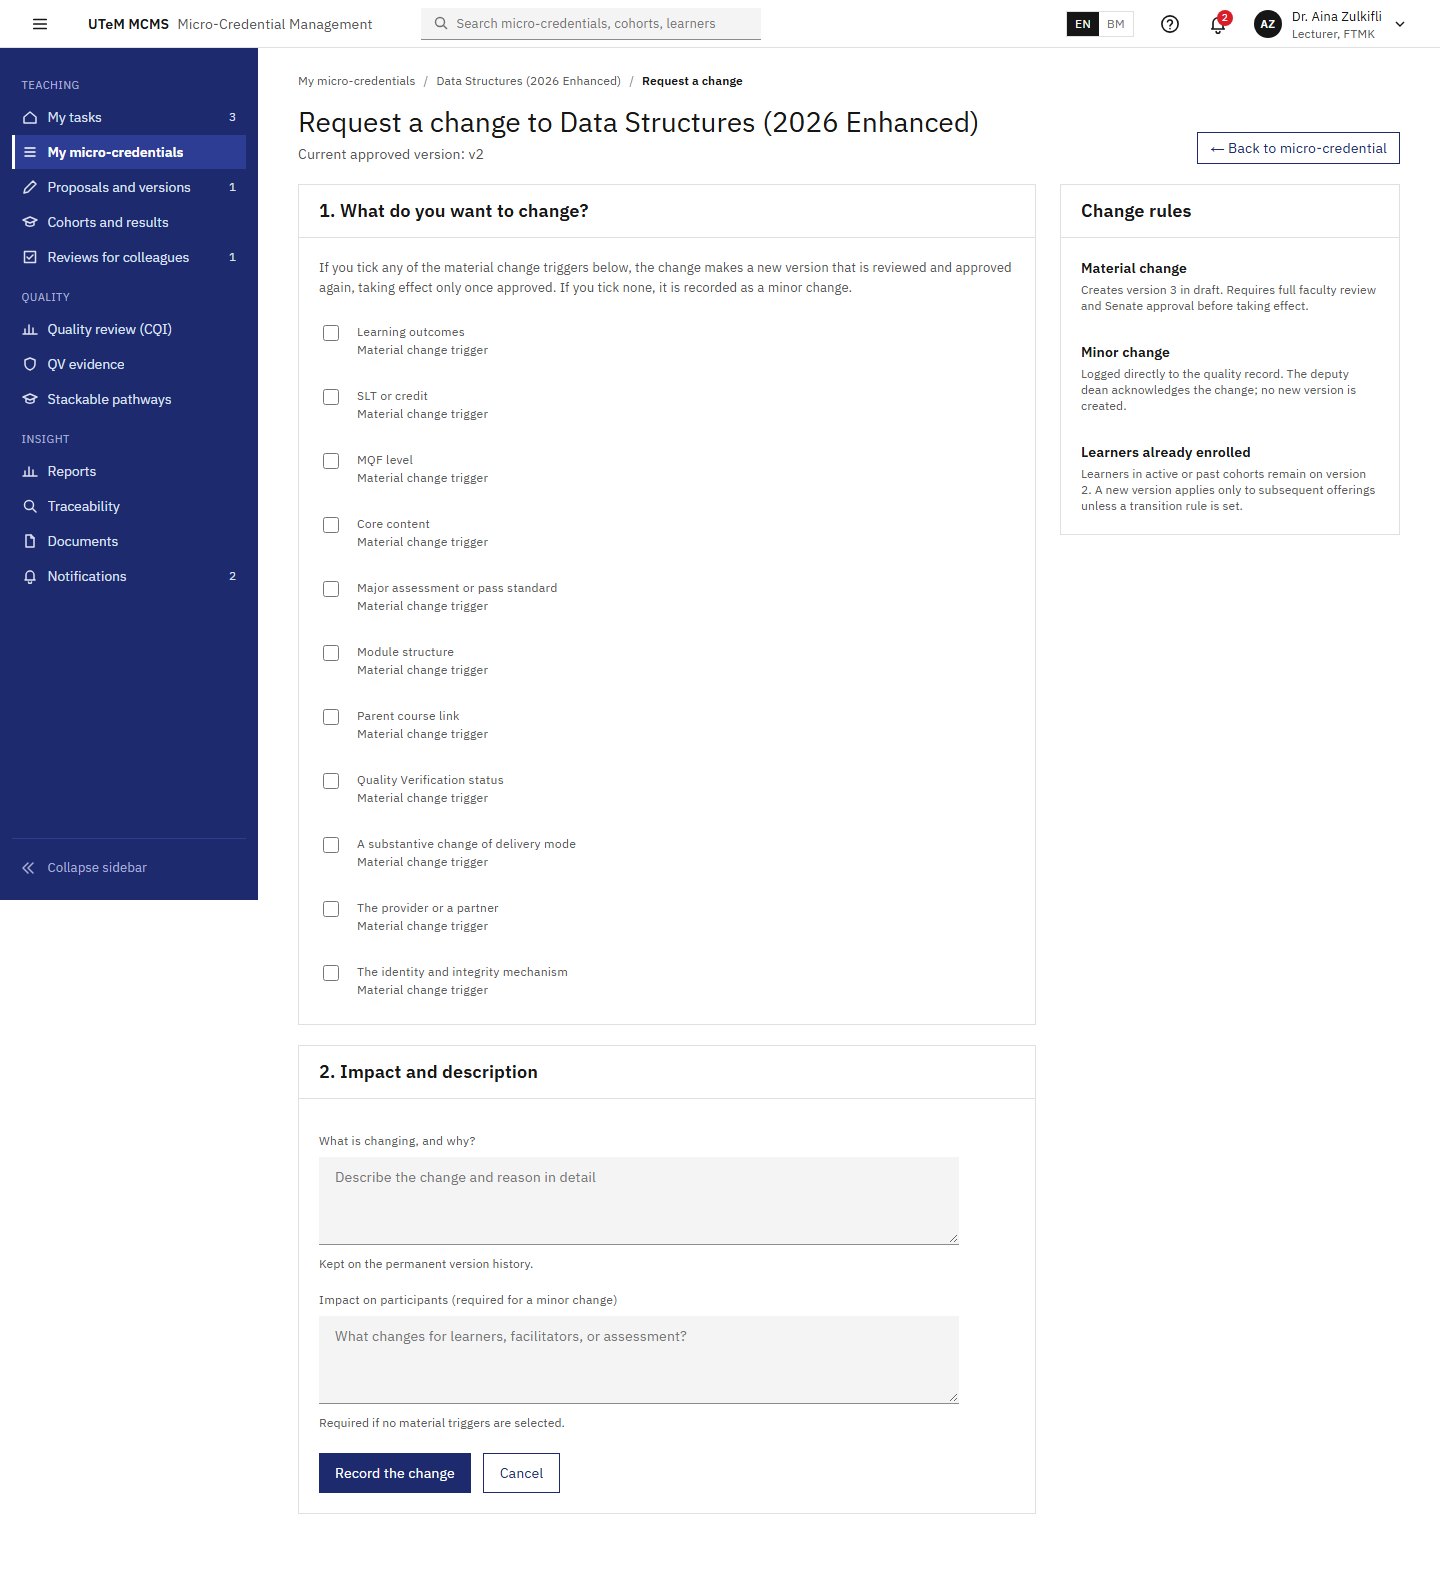 UTeM MCMS Micro-Credential Management
Search micro-credentials, cohorts, learners
EN BM
2
AZ
Dr. Aina Zulkifli
Lecturer, FTMK
TEACHING
My tasks 3
My micro-credentials
Proposals and versions 1
Cohorts and results
Reviews for colleagues 1
QUALITY
Quality review (CQI)
QV evidence
Stackable pathways
INSIGHT
Reports
Traceability
Documents
Notifications 2
Collapse sidebar
My micro-credentials / Data Structures (2026 Enhanced) / Request a change
Request a change to Data Structures (2026 Enhanced)
Current approved version: v2
← Back to micro-credential
1. What do you want to change?
If you tick any of the material change triggers below, the change makes a new version that is reviewed and approved
again, taking effect only once approved. If you tick none, it is recorded as a minor change.
Learning outcomes
Material change trigger
SLT or credit
Material change trigger
MQF level
Material change trigger
Core content
Material change trigger
Major assessment or pass standard
Material change trigger
Module structure
Material change trigger
Parent course link
Material change trigger
Quality Verification status
Material change trigger
A substantive change of delivery mode
Material change trigger
The provider or a partner
Material change trigger
The identity and integrity mechanism
Material change trigger
2. Impact and description
What is changing, and why?
Describe the change and reason in detail
Kept on the permanent version history.
Impact on participants (required for a minor change)
What changes for learners, facilitators, or assessment?
Required if no material triggers are selected.
Record the change
Cancel
Change rules
Material change
Creates version 3 in draft. Requires full faculty review
and Senate approval before taking effect.
Minor change
Logged directly to the quality record. The deputy
dean acknowledges the change; no new version is
created.
Learners already enrolled
Learners in active or past cohorts remain on version
2. A new version applies only to subsequent offerings
unless a transition rule is set.